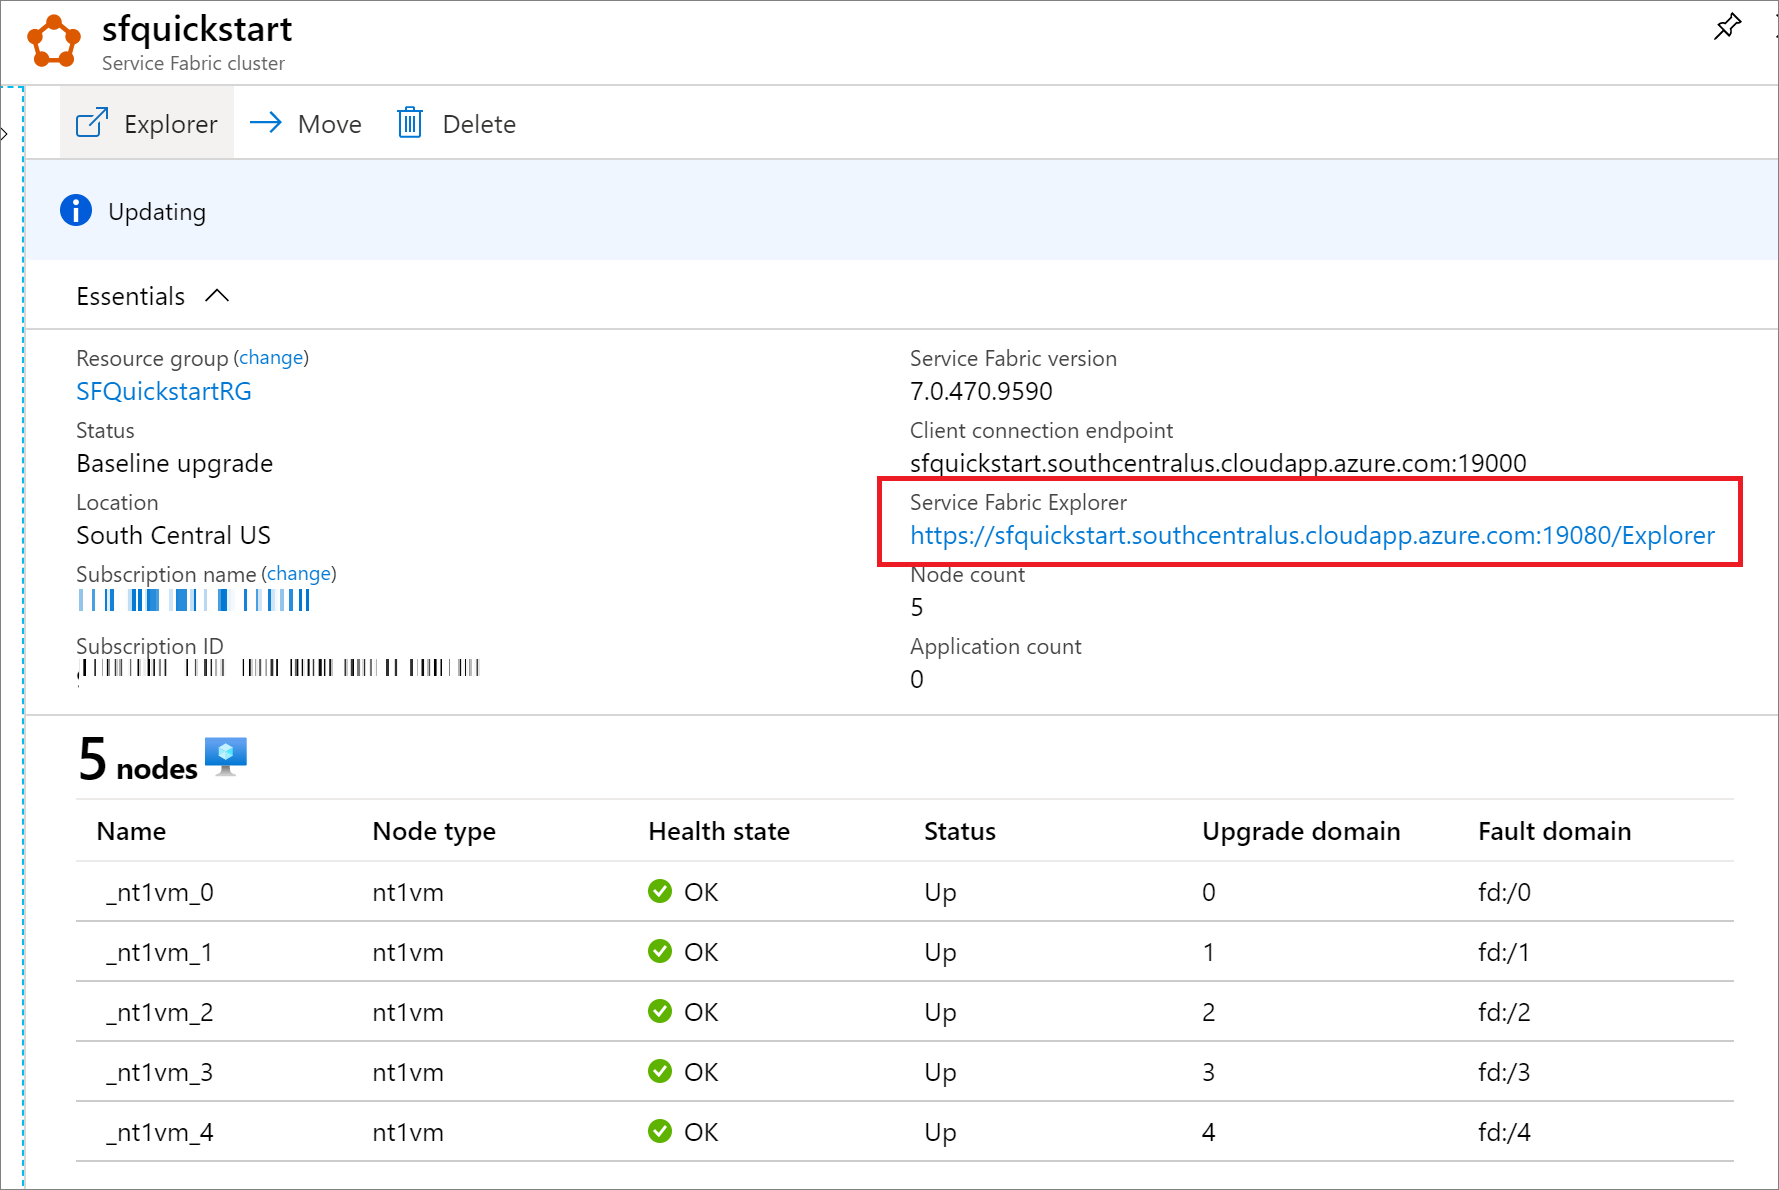 sfquickstart
Service Fabric cluster
Explorer Move Delete
Updating
Essentials
Resource group (change)
SFQuickstartRG
Status
Baseline upgrade
Location
South Central US
Subscription name (change)
Subscription ID
Service Fabric version
7.0.470.9590
Client connection endpoint
sfquickstart.southcentralus.cloudapp.azure.com:19000
Service Fabric Explorer
https://sfquickstart.southcentralus.cloudapp.azure.com:19080/Explorer
Node count
5
Application count
0
5 nodes
Name Node type Health state Status Upgrade domain Fault domain
_nt1vm_0 nt1vm OK Up 0 fd:/0
_nt1vm_1 nt1vm OK Up 1 fd:/1
_nt1vm_2 nt1vm OK Up 2 fd:/2
_nt1vm_3 nt1vm OK Up 3 fd:/3
_nt1vm_4 nt1vm OK Up 4 fd:/4